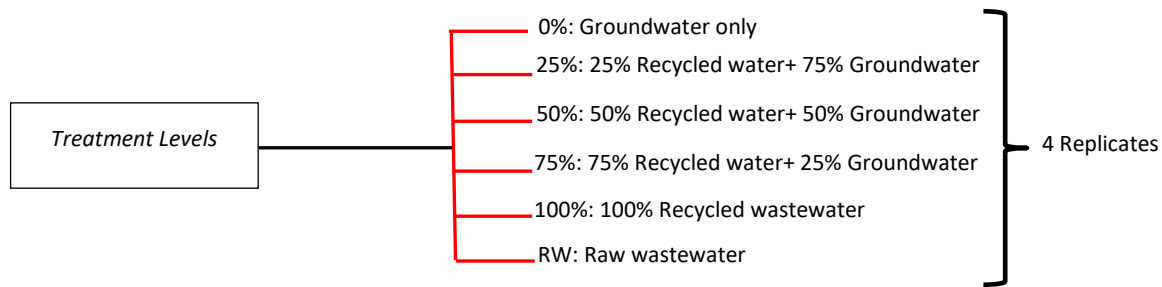 0%: Groundwater only
25%: 25% Recycled water+ 75% Groundwater
Treatment Levels
50%: 50% Recycled water+ 50% Groundwater
4 Replicates
75%: 75% Recycled water+ 25% Groundwater
100%: 100% Recycled wastewater
RW: Raw wastewater